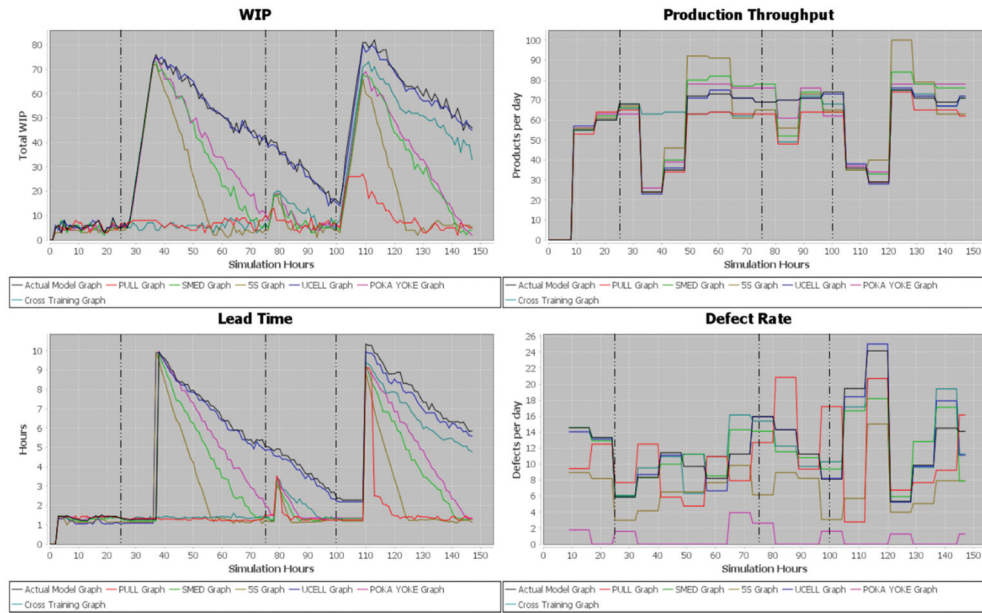 WIP
Total WIP
80
70
60
50
40
30
20
10
0
0 10 20 30 40 50 60 70 80 90 100 110 120 130 140 150
Simulation Hours
Actual Model Graph PULL Graph SMED Graph 5S Graph UCELL Graph POKA YOKE Graph
Cross Training Graph
Production Throughput
Products per day
100
90
80
70
60
50
40
30
20
10
0
0 10 20 30 40 50 60 70 80 90 100 110 120 130 140 150
Simulation Hours
Actual Model Graph PULL Graph SMED Graph 5S Graph UCELL Graph POKA YOKE Graph
Cross Training Graph
Lead Time
Hours
10
9
8
7
6
5
4
3
2
1
0
0 10 20 30 40 50 60 70 80 90 100 110 120 130 140 150
Simulation Hours
Actual Model Graph PULL Graph SMED Graph 5S Graph UCELL Graph POKA YOKE Graph
Cross Training Graph
Defect Rate
Defects per day
26
24
22
20
18
16
14
12
10
8
6
4
2
0
0 10 20 30 40 50 60 70 80 90 100 110 120 130 140 150
Simulation Hours
Actual Model Graph PULL Graph SMED Graph 5S Graph UCELL Graph POKA YOKE Graph
Cross Training Graph